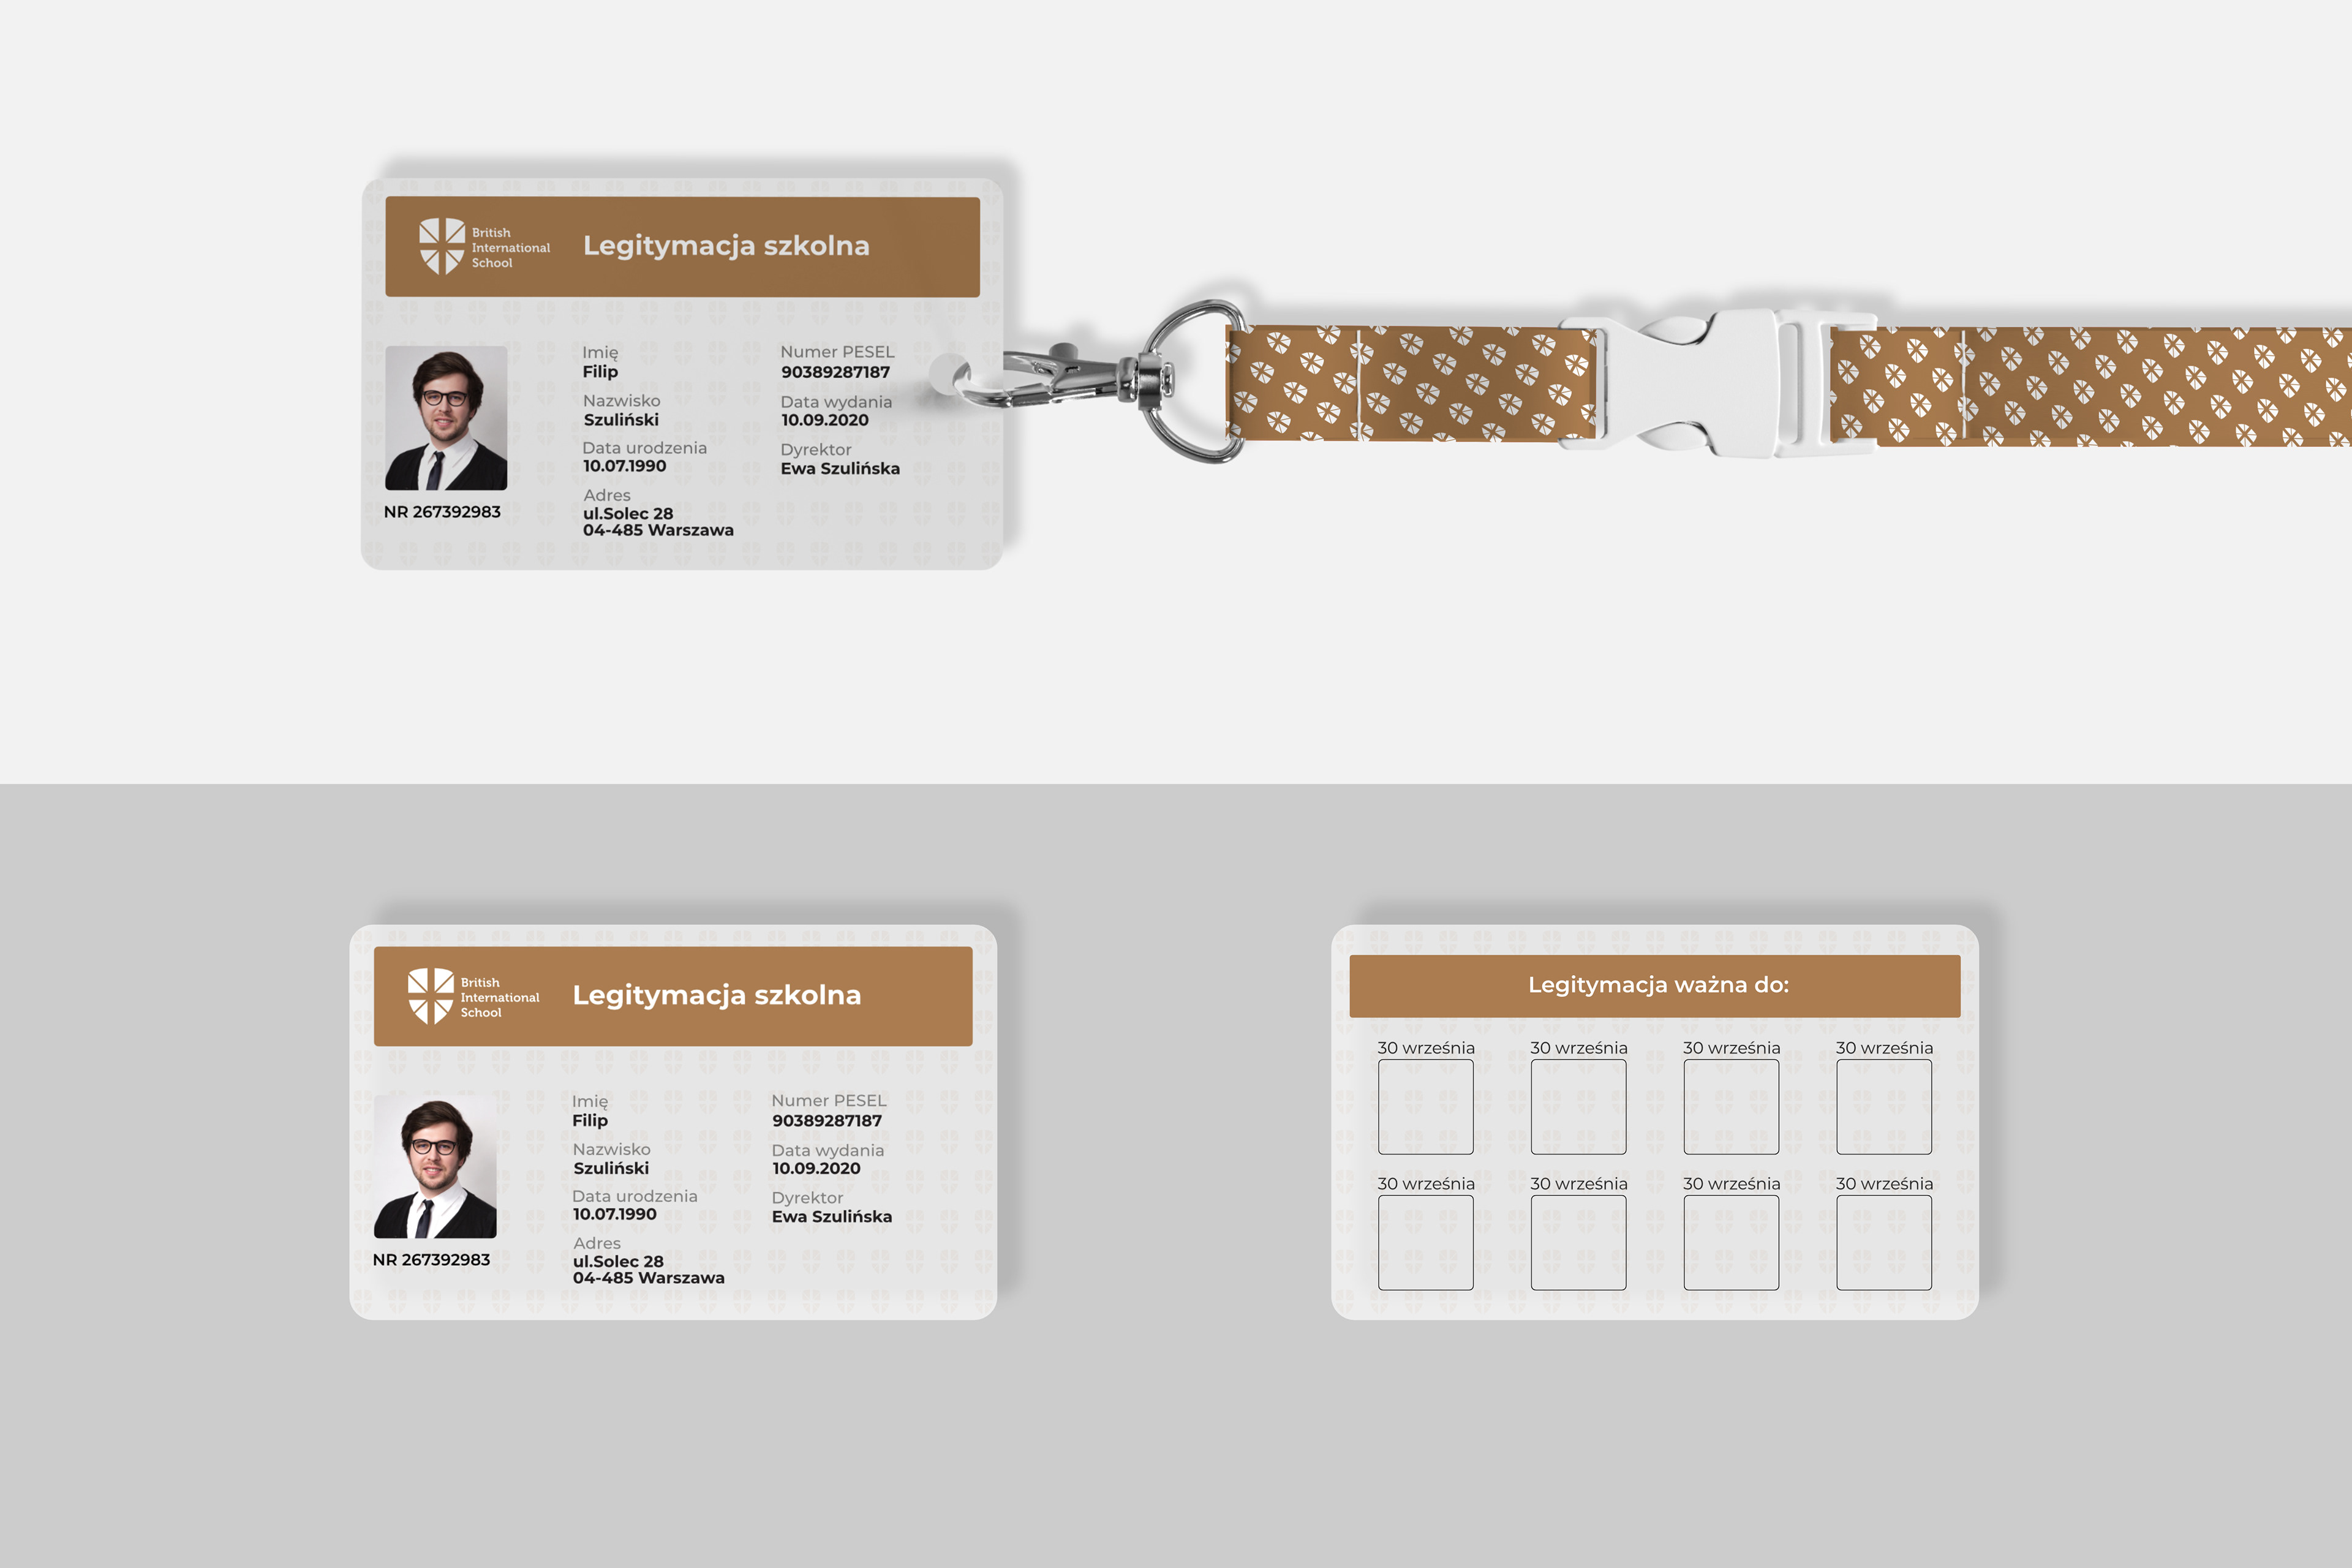 British
International
School
Legitymacja szkolna
Imię
Filip
Nazwisko
Szuliński
Data urodzenia
10.07.1990
Adres
ul.Solec 28
04-485 Warszawa
Numer PESEL
90389287187
Data wydania
10.09.2020
Dyrektor
Ewa Szulińska
NR 267392983
British
International
School
Legitymacja szkolna
Imię
Filip
Nazwisko
Szuliński
Data urodzenia
10.07.1990
Adres
ul.Solec 28
04-485 Warszawa
Numer PESEL
90389287187
Data wydania
10.09.2020
Dyrektor
Ewa Szulińska
NR 267392983
Legitymacja ważna do:
30 września 30 września 30 września 30 września
30 września 30 września 30 września 30 września